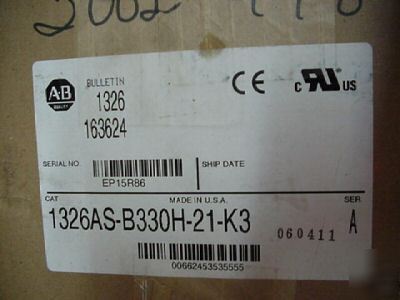 2002
A-B
QUALITY
BULLETIN
1326
163624
CE
c UR US
SERIAL NO.
SHIP DATE
EP15R86
CAT
MADE IN U.S.A.
SER.
1326AS-B330H-21-K3
060411
A
00662453535555